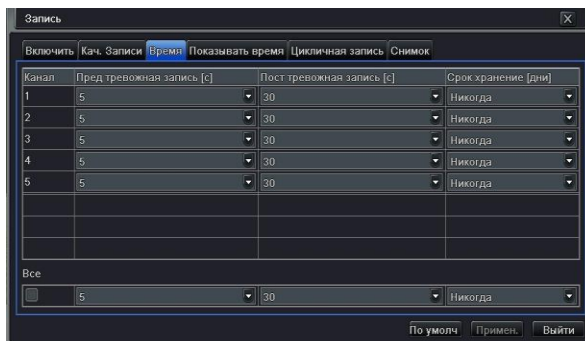 Запись
Включить Кач. Записи Время Показывать время Цикличная запись Снимок
Канал Пред тревожная запись [с] Пост тревожная запись [с] Срок хранение [дни]
1 5 30 Никогда
2 5 30 Никогда
3 5 30 Никогда
4 5 30 Никогда
5 5 30 Никогда
Все
5 30 Никогда
По умолч Примен. Выйти